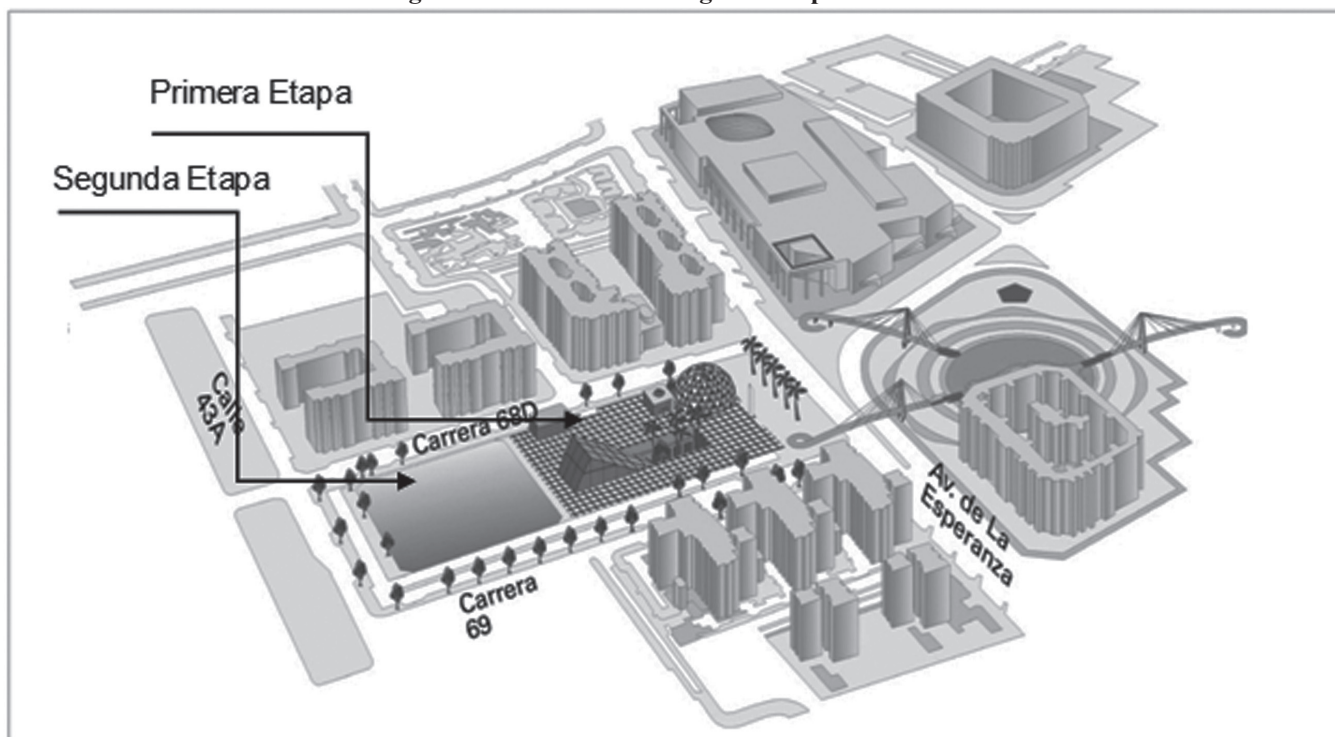 Primera Etapa
Segunda Etapa
Calle
43A
Carrera 68D
Carrera
69
Av. de La
Esperanza